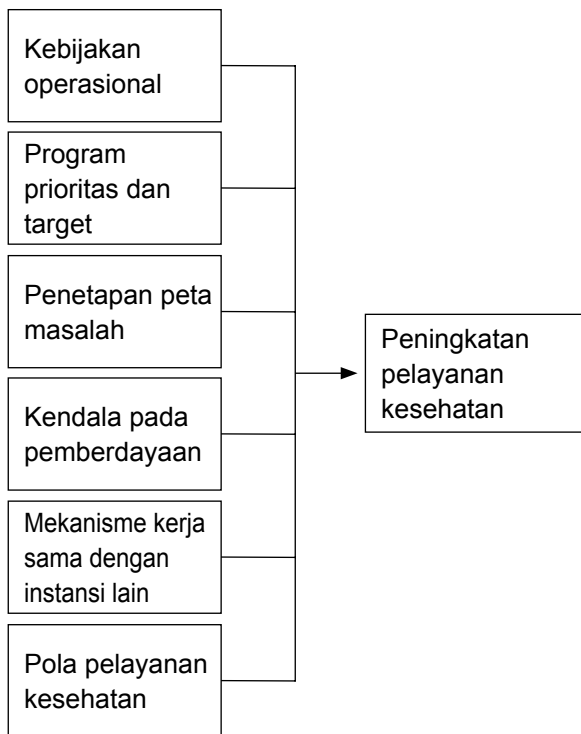 Kebijakan
operasional
Program
prioritas dan
target
Penetapan peta
masalah
Kendala pada
pemberdayaan
Mekanisme kerja
sama dengan
instansi lain
Pola pelayanan
kesehatan
Peningkatan
pelayanan
kesehatan